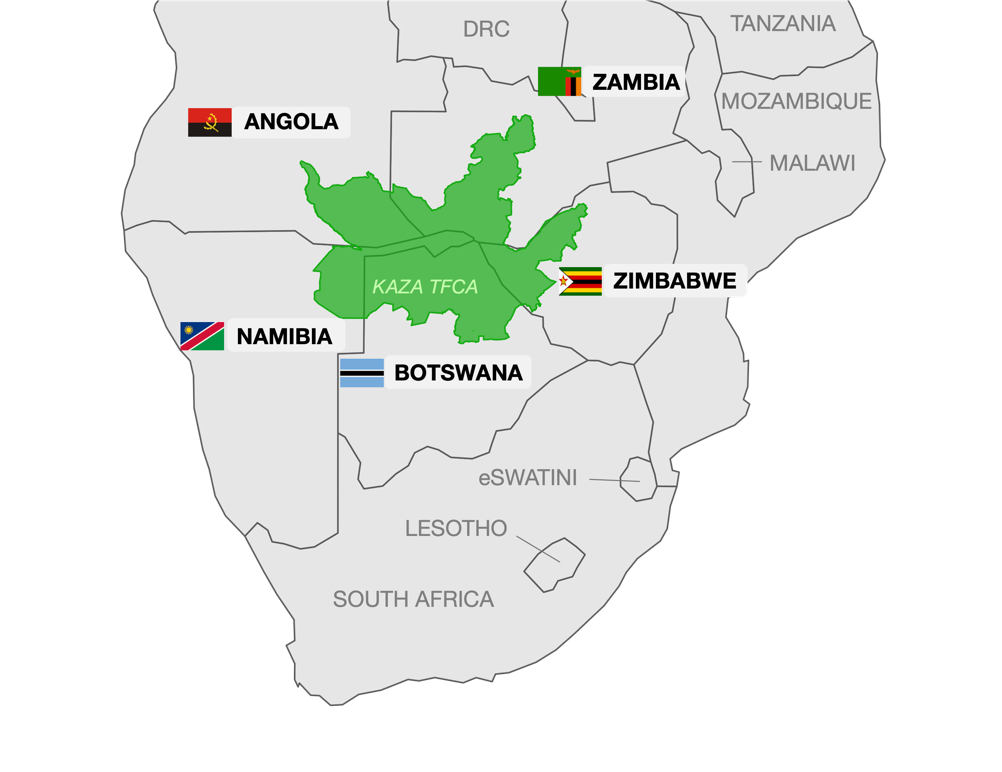 TANZANIA
DRC
ZAMBIA
MOZAMBIQUE
ANGOLA
MALAWI
ZIMBABWE
KAZA TFCA
NAMIBIA
BOTSWANA
eSWATINI
LESOTHO
SOUTH AFRICA